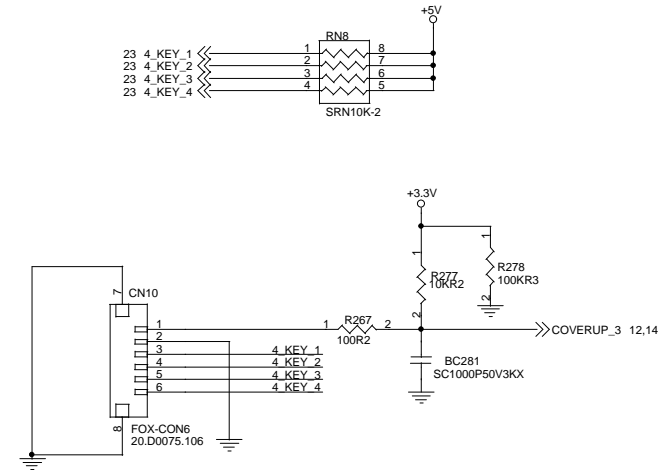 +5V
RN8
23 4_KEY_1 1 8
23 4_KEY_2 2 7
23 4_KEY_3 3 6
23 4_KEY_4 4 5
SRN10K-2
+3.3V
1 1
R277
10KR2
R278
100KR3
2 2
7
CN10
1
2
3 4_KEY_1
4 4_KEY_2
5 4_KEY_3
6 4_KEY_4
8
FOX-CON6
20.D0075.106
1 R267 2
100R2
COVERUP_3 12,14
BC281
SC1000P50V3KX